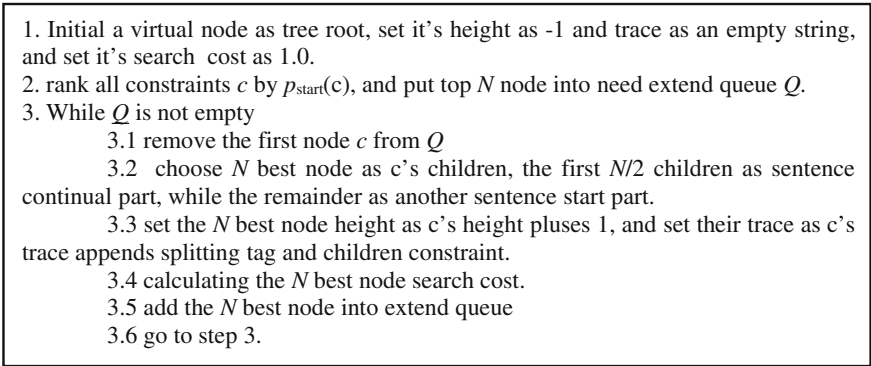 1. Initial a virtual node as tree root, set it's height as -1 and trace as an empty string,
and set it's search cost as 1.0.
2. rank all constraints c by pstart(c), and put top N node into need extend queue Q.
3. While Q is not empty
3.1 remove the first node c from Q
3.2 choose N best node as c's children, the first N/2 children as sentence
continual part, while the remainder as another sentence start part.
3.3 set the N best node height as c's height pluses 1, and set their trace as c's
trace appends splitting tag and children constraint.
3.4 calculating the N best node search cost.
3.5 add the N best node into extend queue
3.6 go to step 3.